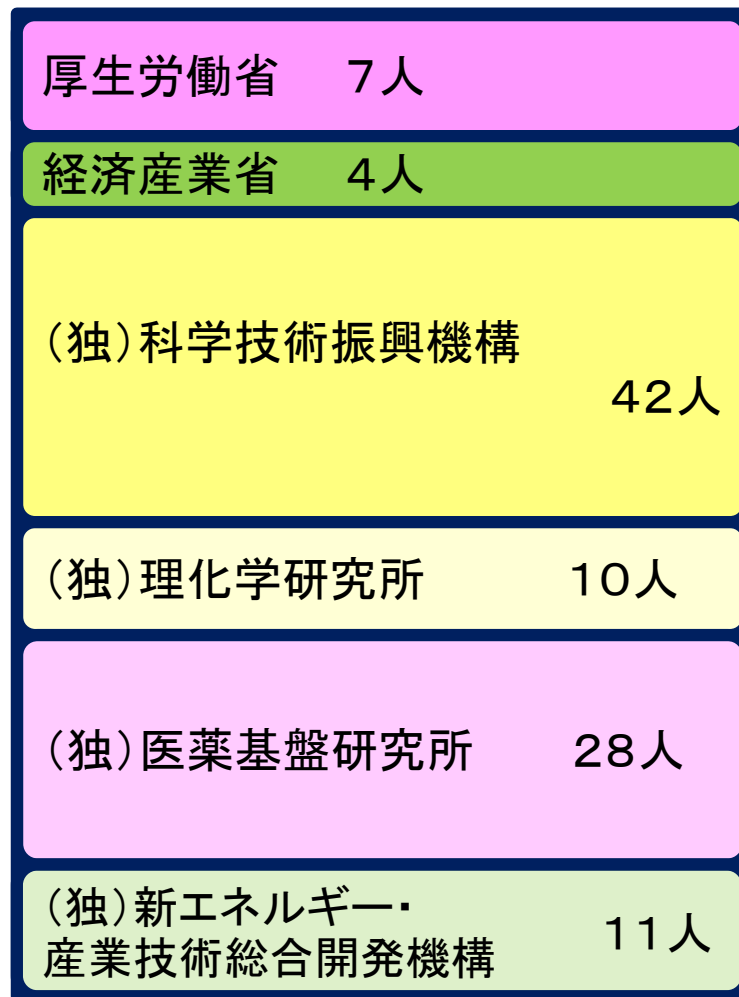 厚生労働省　７人
経済産業省　４人
（独）科学技術振興機構
４２人
（独）理化学研究所　１０人
（独）医薬基盤研究所　２８人
（独）新エネルギー・
産業技術総合開発機構　１１人